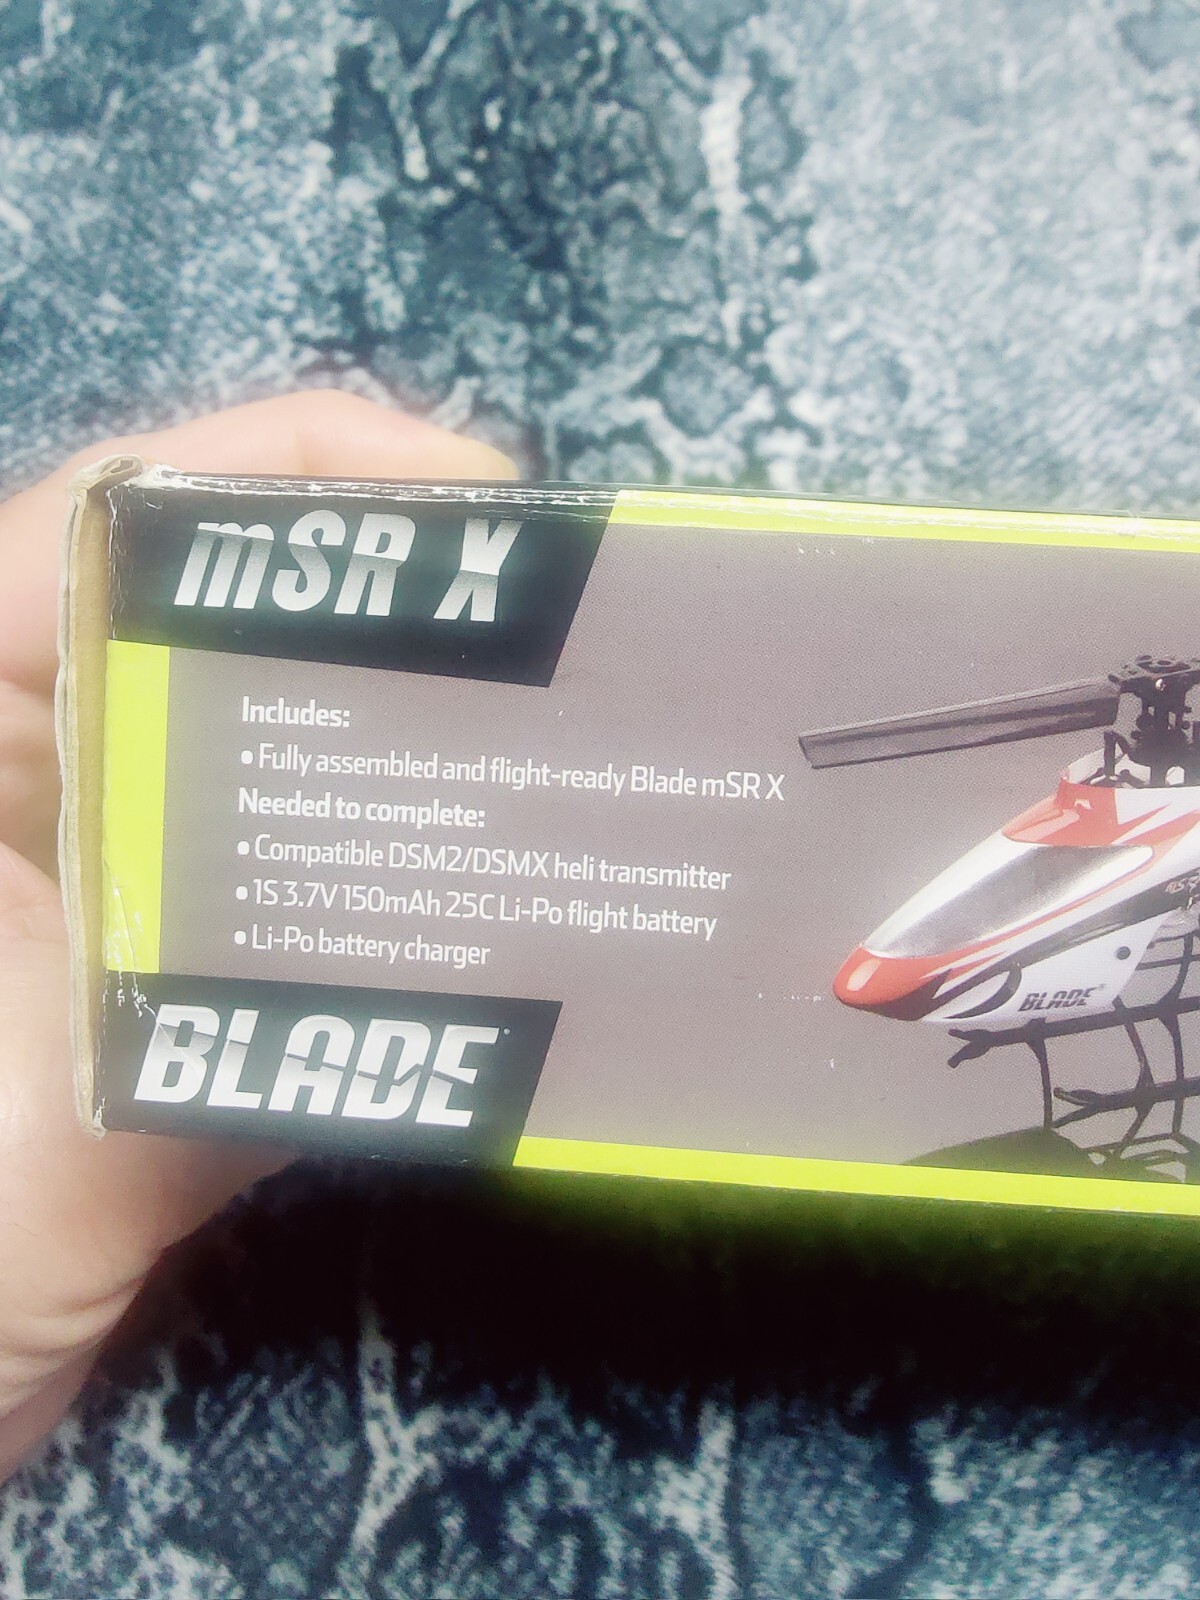 mSR X
Includes:
• Fully assembled and flight-ready Blade mSR X
Needed to complete:
• Compatible DSM2/DSMX heli transmitter
• 1S 3.7V 150mAh 25C Li-Po flight battery
• Li-Po battery charger
BLADE
BLADE®